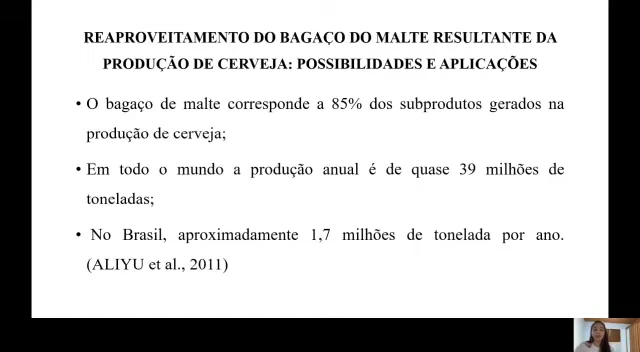 REAPROVEITAMENTO DO BAGAÇO DO MALTE RESULTANTE DA
PRODUÇÃO DE CERVEJA: POSSIBILIDADES E APLICAÇÕES
• O bagaço de malte corresponde a 85% dos subprodutos gerados na
produção de cerveja;
• Em todo o mundo a produção anual é de quase 39 milhões de
toneladas;
• No Brasil, aproximadamente 1,7 milhões de tonelada por ano.
(ALIYU et al., 2011)